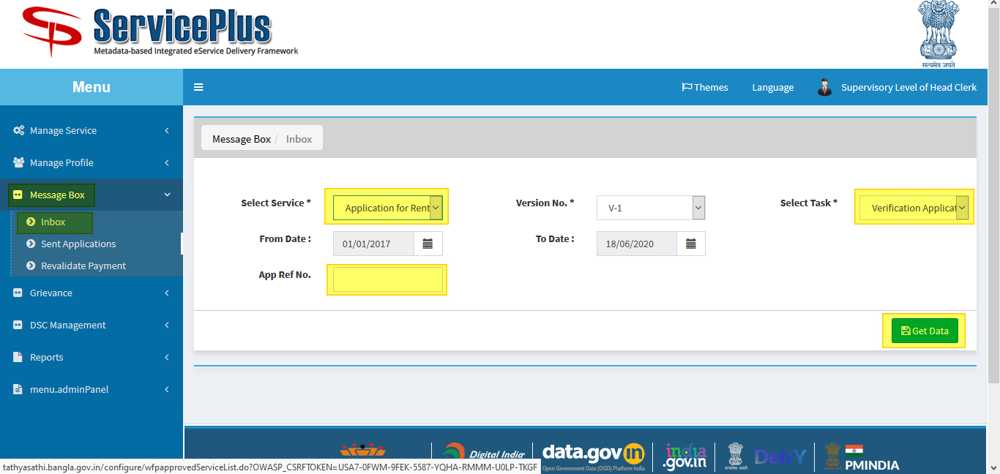 ServicePlus
Metadata-based Integrated eService Delivery Framework
सत्यमेव जयते
Menu
Themes
Language
Supervisory Level of Head Clerk
Manage Service
Manage Profile
Message Box
Inbox
Sent Applications
Revalidate Payment
Grievance
DSC Management
Reports
menu.adminPanel
Message Box / Inbox
Select Service * Application for Rent
Version No. * V-1
Select Task * Verification Applicat
From Date : 01/01/2017
To Date : 18/06/2020
App Ref No.
Get Data
Digital India
data.gov in
Open Government Data (OGD) Platform India
india
.gov.in
सत्यमेव जयते
DeitY
PMINDIA
tathyasathi.bangla.gov.in/configure/wfpapprovedServiceList.do?OWASP_CSRFTOKEN=USA7-0FWM-9FEK-5587-YQHA-RMMM-U0LP-TKGF